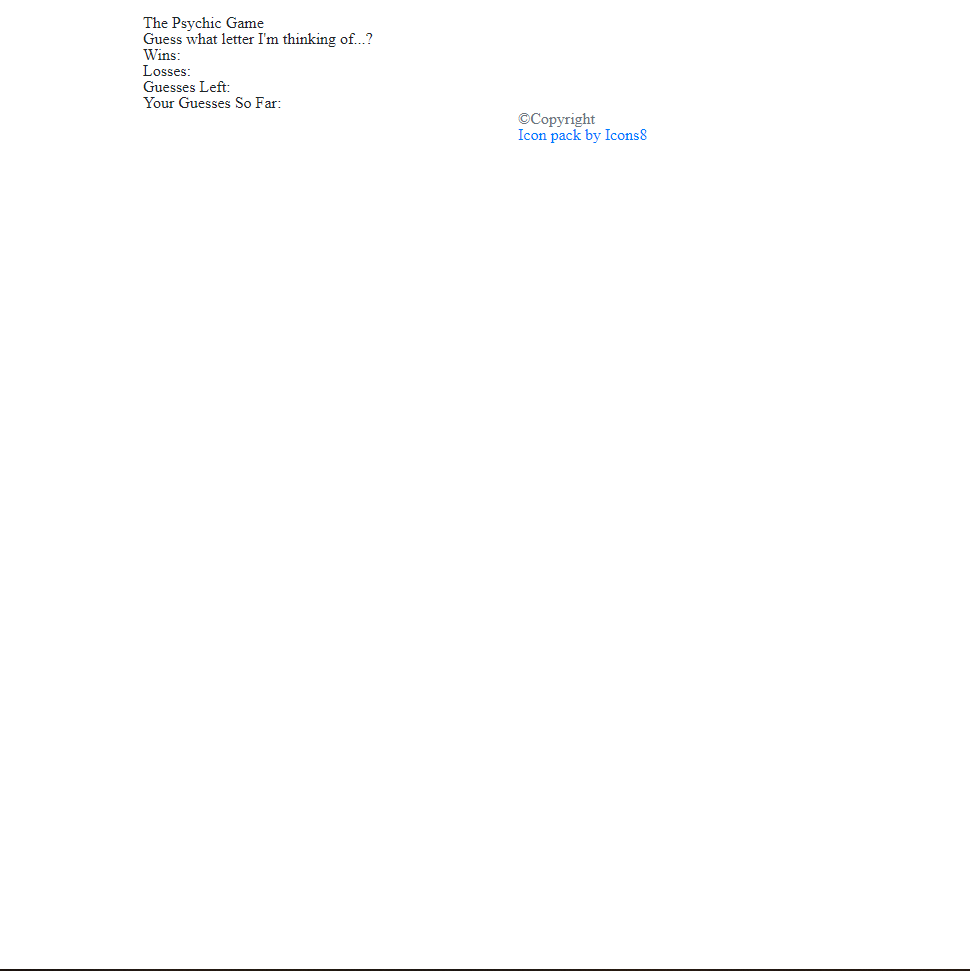 The Psychic Game
Guess what letter I'm thinking of...?
Wins:
Losses:
Guesses Left:
Your Guesses So Far:
©Copyright
Icon pack by Icons8